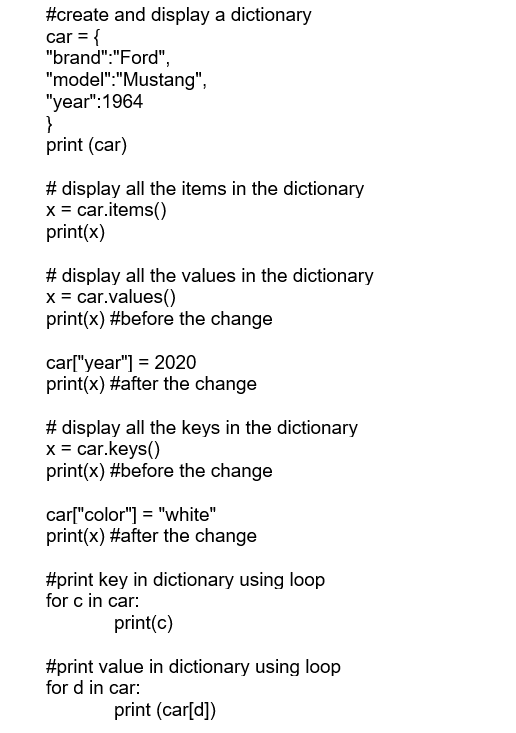 #create and display a dictionary
car = {
"brand":"Ford",
"model":"Mustang",
"year":1964
}
print (car)

# display all the items in the dictionary
x = car.items()
print(x)

# display all the values in the dictionary
x = car.values()
print(x) #before the change

car["year"] = 2020
print(x) #after the change

# display all the keys in the dictionary
x = car.keys()
print(x) #before the change

car["color"] = "white"
print(x) #after the change

#print key in dictionary using loop
for c in car:
	print(c)

#print value in dictionary using loop
for d in car:
	print (car[d])